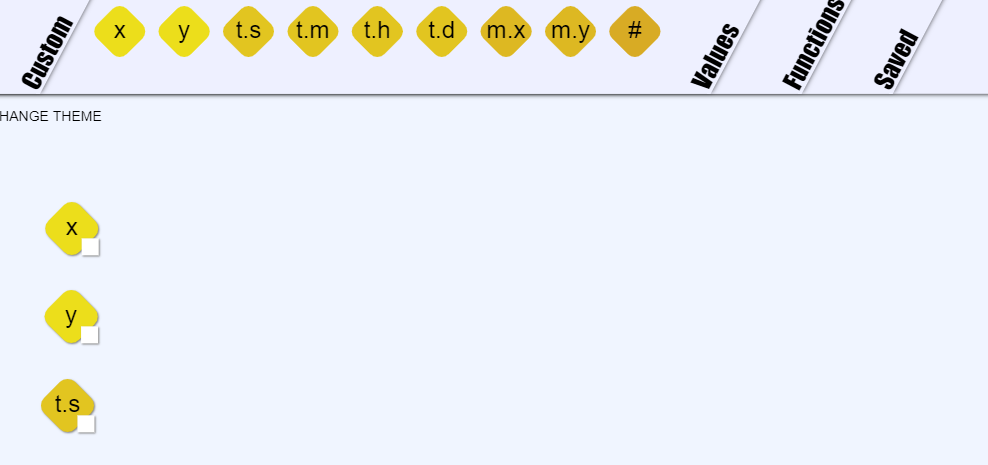 Custom x y t.s t.m t.h t.d m.x m.y # Values Functions Saved
HANGE THEME
x
y
t.s